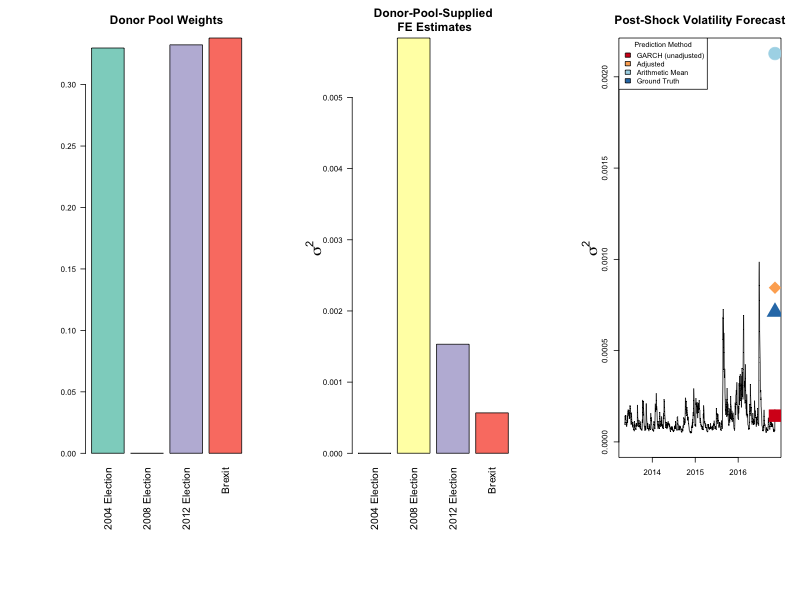 Donor Pool Weights
0.30
0.25
0.20
0.15
0.10
0.05
0.00
2004 Election
2008 Election
2012 Election
Brexit
Donor-Pool-Supplied
FE Estimates
σ2
0.005
0.004
0.003
0.002
0.001
0.000
2004 Election
2008 Election
2012 Election
Brexit
Post-Shock Volatility Forecast
Prediction Method
GARCH (unadjusted)
Adjusted
Arithmetic Mean
Ground Truth
σ2
0.0020
0.0015
0.0010
0.0005
0.0000
2014 2015 2016